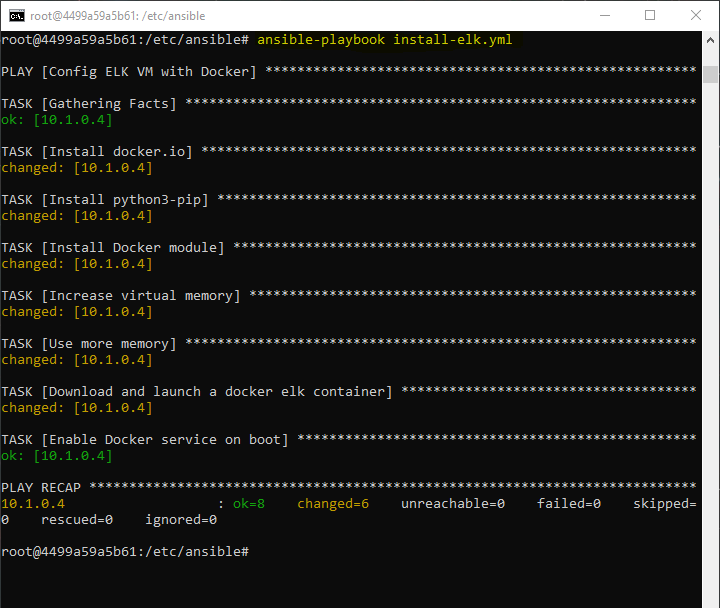 root@4499a59a5b61: /etc/ansible
root@4499a59a5b61:/etc/ansible# ansible-playbook install-elk.yml
PLAY [Config ELK VM with Docker] ******************************************************
TASK [Gathering Facts] ****************************************************************
ok: [10.1.0.4]
TASK [Install docker.io] **************************************************************
changed: [10.1.0.4]
TASK [Install python3-pip] ************************************************************
changed: [10.1.0.4]
TASK [Install Docker module] **********************************************************
changed: [10.1.0.4]
TASK [Increase virtual memory] ********************************************************
changed: [10.1.0.4]
TASK [Use more memory] ****************************************************************
changed: [10.1.0.4]
TASK [Download and launch a docker elk container] *************************************
changed: [10.1.0.4]
TASK [Enable Docker service on boot] **************************************************
ok: [10.1.0.4]
PLAY RECAP ****************************************************************************
10.1.0.4                   : ok=8    changed=6    unreachable=0    failed=0    skipped=
0    rescued=0    ignored=0
root@4499a59a5b61:/etc/ansible#